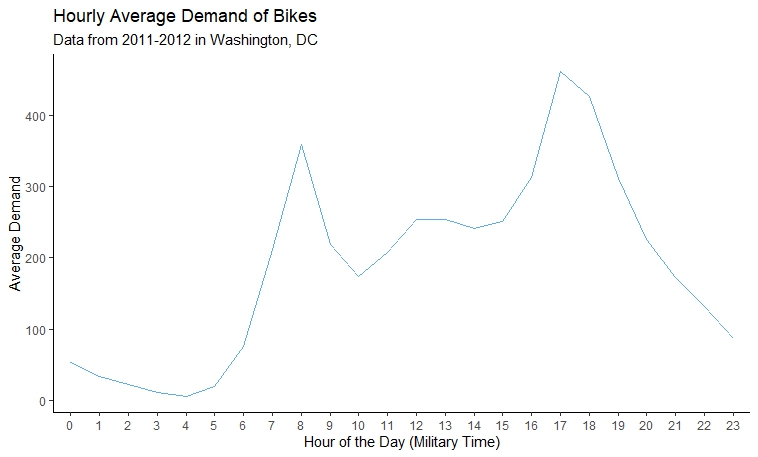 Hourly Average Demand of Bikes
Data from 2011-2012 in Washington, DC
Average Demand
400
300
200
100
0
0 1 2 3 4 5 6 7 8 9 10 11 12 13 14 15 16 17 18 19 20 21 22 23
Hour of the Day (Military Time)